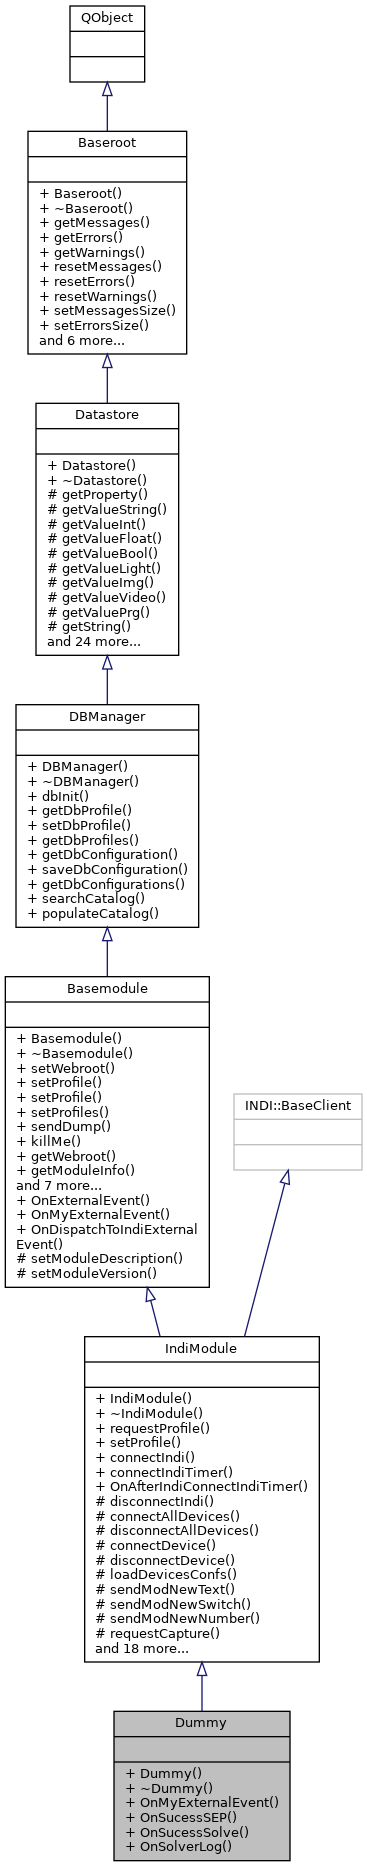 QObject
Baseroot
+ Baseroot()
+ ~Baseroot()
+ getMessages()
+ getErrors()
+ getWarnings()
+ resetMessages()
+ resetErrors()
+ resetWarnings()
+ setMessagesSize()
+ setErrorsSize()
and 6 more...
Datastore
+ Datastore()
+ ~Datastore()
# getProperty()
# getValueString()
# getValueInt()
# getValueFloat()
# getValueBool()
# getValueLight()
# getValueImg()
# getValueVideo()
# getValuePrg()
# getString()
and 24 more...
DBManager
+ DBManager()
+ ~DBManager()
+ dbInit()
+ getDbProfile()
+ setDbProfile()
+ getDbProfiles()
+ getDbConfiguration()
+ saveDbConfiguration()
+ getDbConfigurations()
+ searchCatalog()
+ populateCatalog()
Basemodule
+ Basemodule()
+ ~Basemodule()
+ setWebroot()
+ setProfile()
+ setProfile()
+ setProfiles()
+ sendDump()
+ killMe()
+ getWebroot()
+ getModuleInfo()
and 7 more...
+ OnExternalEvent()
+ OnMyExternalEvent()
+ OnDispatchToIndiExternal
Event()
# setModuleDescription()
# setModuleVersion()
INDI::BaseClient
IndiModule
+ IndiModule()
+ ~IndiModule()
+ requestProfile()
+ setProfile()
+ connectIndi()
+ connectIndiTimer()
+ OnAfterIndiConnectIndiTimer()
# disconnectIndi()
# connectAllDevices()
# disconnectAllDevices()
# connectDevice()
# disconnectDevice()
# loadDevicesConfs()
# sendModNewText()
# sendModNewSwitch()
# sendModNewNumber()
# requestCapture()
and 18 more...
Dummy
+ Dummy()
+ ~Dummy()
+ OnMyExternalEvent()
+ OnSucessSEP()
+ OnSucessSolve()
+ OnSolverLog()